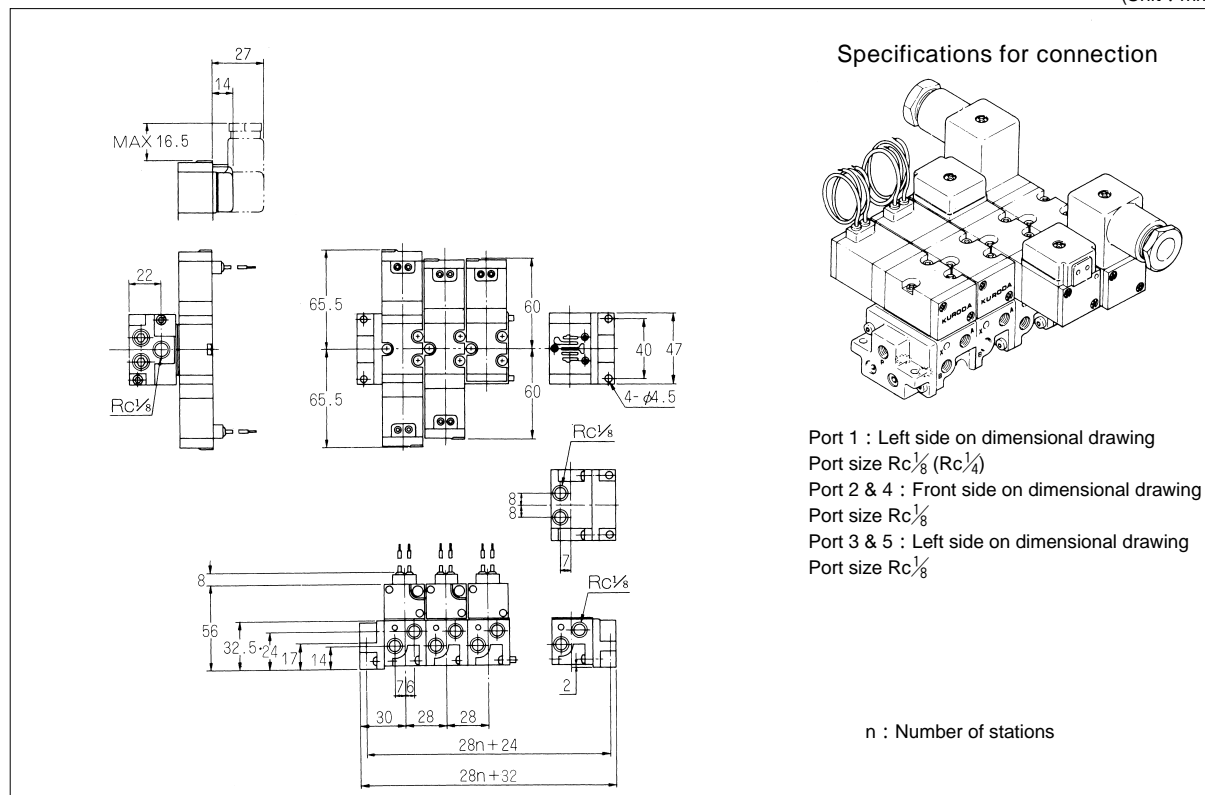 27
14
MAX 16.5
Specifications for connection
KURODA
KURODA
22
65.5
60
65.5
60
40
47
4-φ4.5
Rc⅛
Rc⅛
8
8
7
Port 1 : Left side on dimensional drawing
Port size Rc⅛ (Rc¼)
Port 2 & 4 : Front side on dimensional drawing
Port size Rc⅛
Port 3 & 5 : Left side on dimensional drawing
Port size Rc⅛
8
56
32.5
24
17
14
Rc⅛
7
6
2
30
28
28
28n+24
28n+32
n : Number of stations